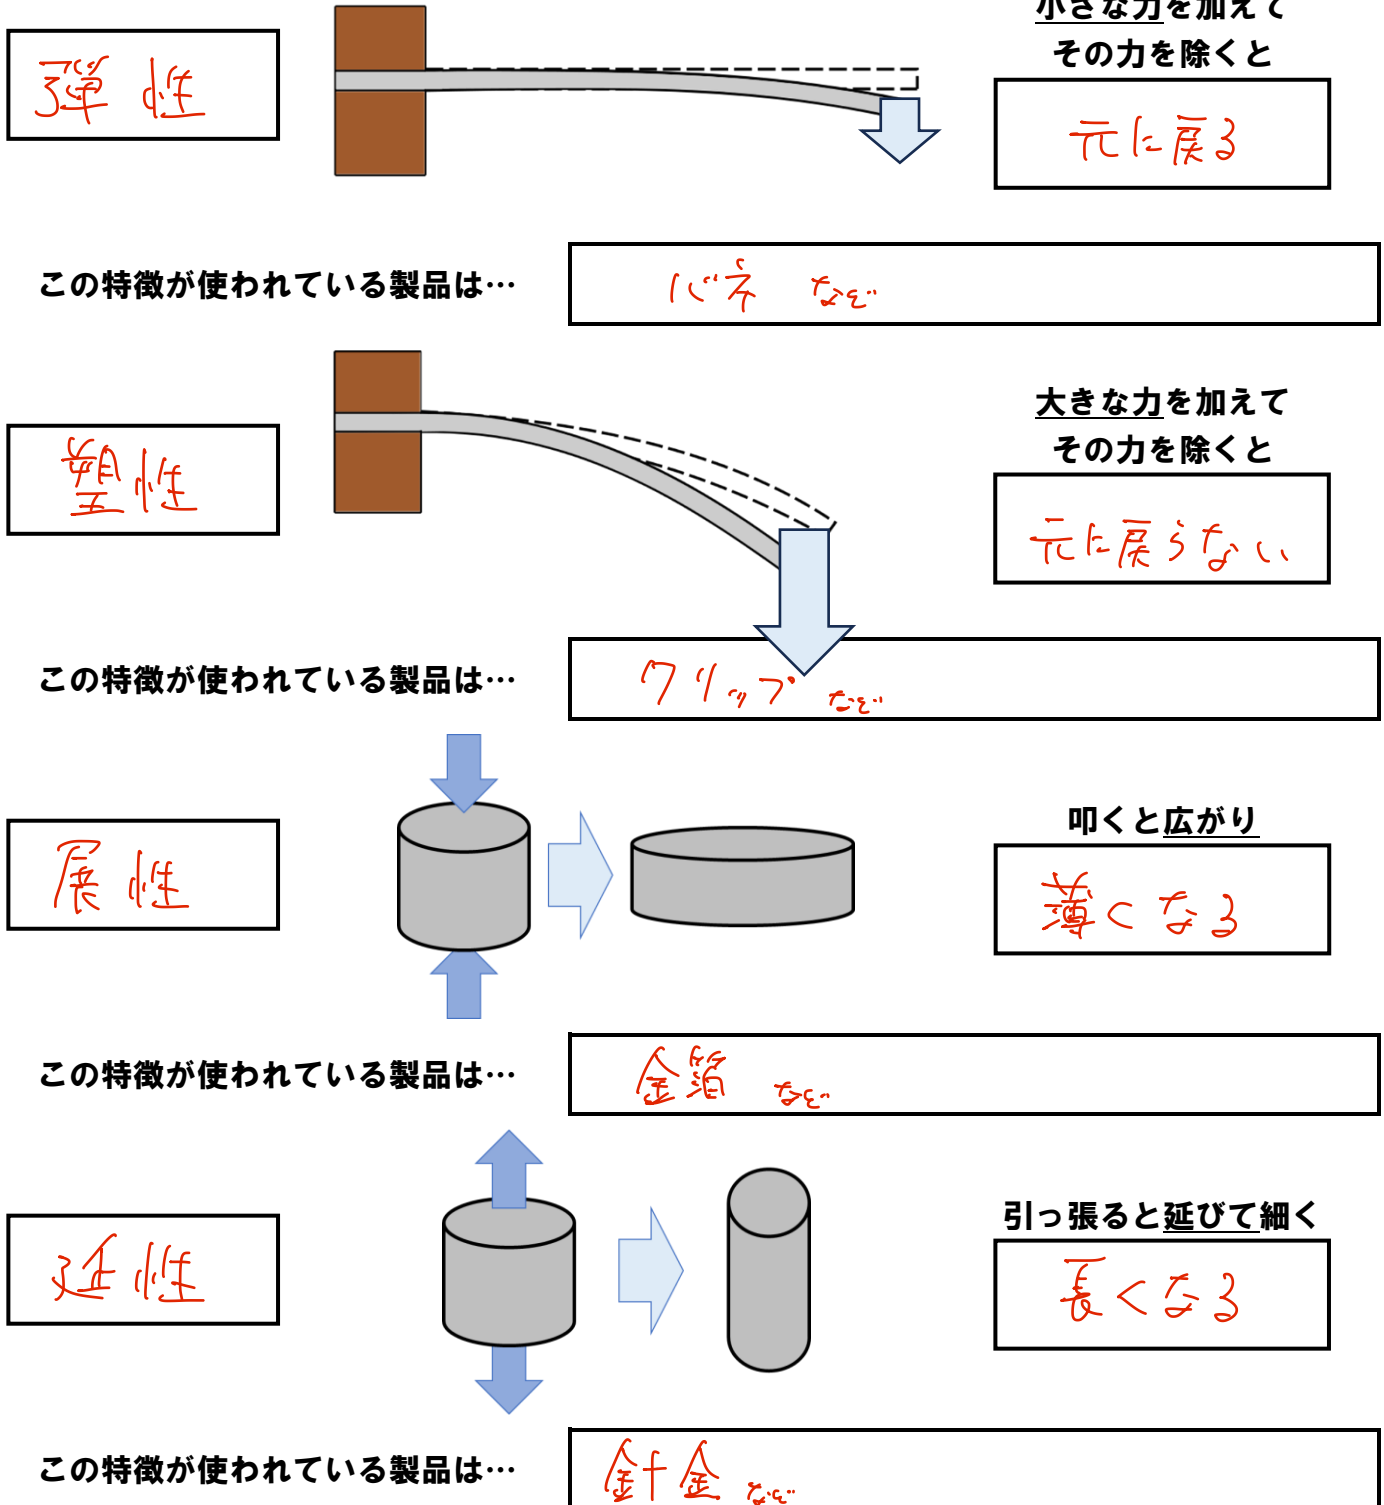 小さな力を加えて
その力を除くと
弾性
元に戻る
この特徴が使われている製品は…
バネ など
大きな力を加えて
その力を除くと
塑性
元に戻らない
この特徴が使われている製品は…
クリップ など
叩くと広がり
展性
薄くなる
この特徴が使われている製品は…
金箔 など
引っ張ると延びて細く
延性
長くなる
この特徴が使われている製品は…
針金 など